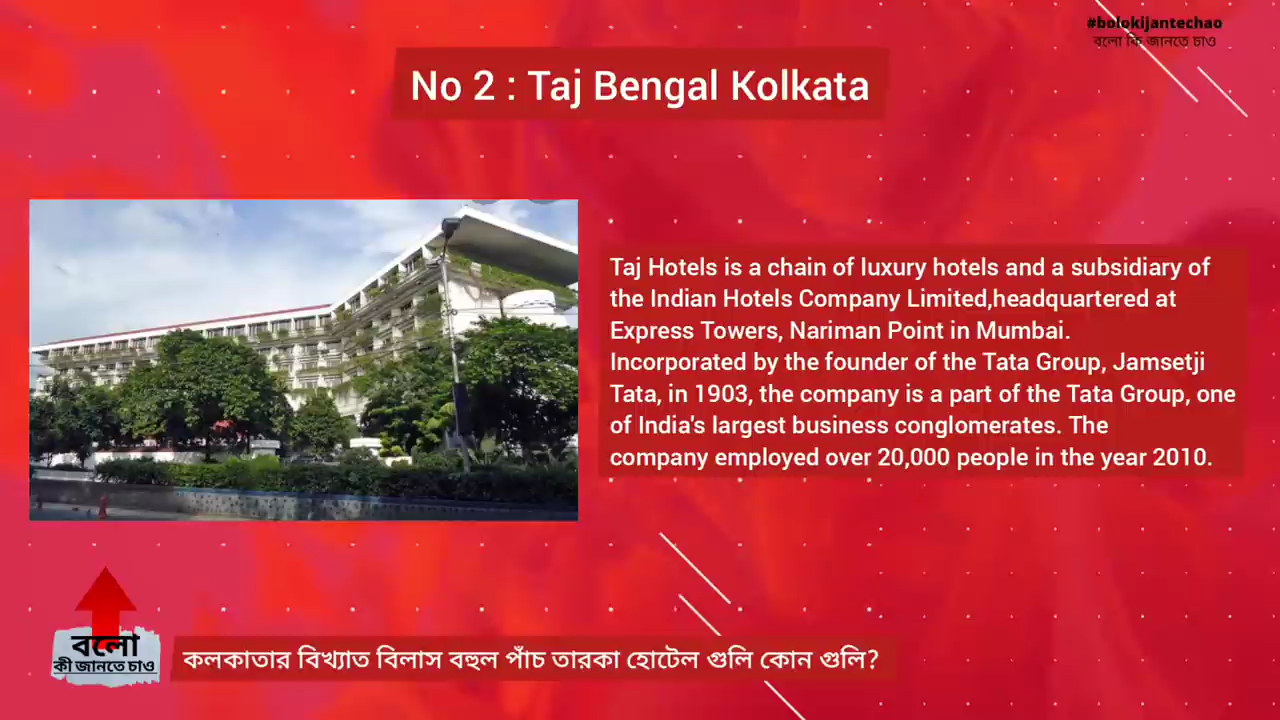 #bolokijantechao
বলো কি জানতে চাও
No 2 : Taj Bengal Kolkata
Taj Hotels is a chain of luxury hotels and a subsidiary of
the Indian Hotels Company Limited,headquartered at
Express Towers, Nariman Point in Mumbai.
Incorporated by the founder of the Tata Group, Jamsetji
Tata, in 1903, the company is a part of the Tata Group, one
of India's largest business conglomerates. The
company employed over 20,000 people in the year 2010.
বলো
কী জানতে চাও
কলকাতার বিখ্যাত বিলাস বহুল পাঁচ তারকা হোটেল গুলি কোন গুলি?